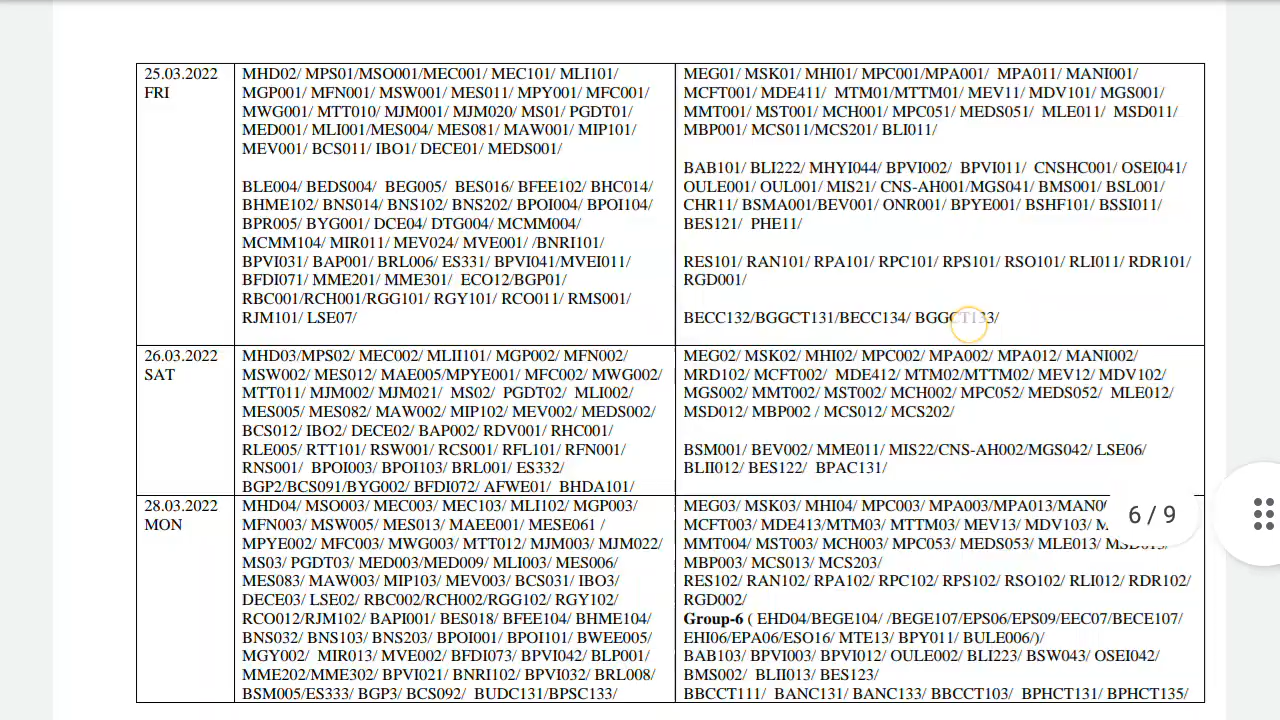 25.03.2022
FRI
MHD02/ MPS01/MSO001/MEC001/ MEC101/ MLI101/
MGP001/ MFN001/ MSW001/ MES011/ MPY001/ MFC001/
MWG001/ MTT010/ MJM001/ MJM020/ MS01/ PGDT01/
MED001/ MLI001/MES004/ MES081/ MAW001/ MIP101/
MEV001/ BCS011/ IBO1/ DECE01/ MEDS001/
BLE004/ BEDS004/ BEG005/ BES016/ BFEE102/ BHC014/
BHME102/ BNS014/ BNS102/ BNS202/ BPOI004/ BPOI104/
BPR005/ BYG001/ DCE04/ DTG004/ MCMM004/
MCMM104/ MIR011/ MEV024/ MVE001/ /BNRI101/
BPVI031/ BAP001/ BRL006/ ES331/ BPVI041/MVEI011/
BFDI071/ MME201/ MME301/ ECO12/BGP01/
RBC001/RCH001/RGG101/ RGY101/ RCO011/ RMS001/
RJM101/ LSE07/
MEG01/ MSK01/ MHI01/ MPC001/MPA001/ MPA011/ MANI001/
MCFT001/ MDE411/ MTM01/MTTM01/ MEV11/ MDV101/ MGS001/
MMT001/ MST001/ MCH001/ MPC051/ MEDS051/ MLE011/ MSD011/
MBP001/ MCS011/MCS201/ BLI011/
BAB101/ BLI222/ MHYI044/ BPVI002/ BPVI011/ CNSHC001/ OSEI041/
OULE001/ OUL001/ MIS21/ CNS-AH001/MGS041/ BMS001/ BSL001/
CHR11/ BSMA001/BEV001/ ONR001/ BPYE001/ BSHF101/ BSSI011/
BES121/ PHE11/
RES101/ RAN101/ RPA101/ RPC101/ RPS101/ RSO101/ RLI011/ RDR101/
RGD001/
BECC132/BGGCT131/BECC134/ BGGCT133/
26.03.2022
SAT
MHD03/MPS02/ MEC002/ MLII101/ MGP002/ MFN002/
MSW002/ MES012/ MAE005/MPYE001/ MFC002/ MWG002/
MTT011/ MJM002/ MJM021/ MS02/ PGDT02/ MLI002/
MES005/ MES082/ MAW002/ MIP102/ MEV002/ MEDS002/
BCS012/ IBO2/ DECE02/ BAP002/ RDV001/ RHC001/
RLE005/ RTT101/ RSW001/ RCS001/ RFL101/ RFN001/
RNS001/ BPOI003/ BPOI103/ BRL001/ ES332/
BGP2/BCS091/BYG002/ BFDI072/ AFWE01/ BHDA101/
MEG02/ MSK02/ MHI02/ MPC002/ MPA002/ MPA012/ MANI002/
MRD102/ MCFT002/ MDE412/ MTM02/MTTM02/ MEV12/ MDV102/
MGS002/ MMT002/ MST002/ MCH002/ MPC052/ MEDS052/ MLE012/
MSD012/ MBP002 / MCS012/ MCS202/
BSM001/ BEV002/ MME011/ MIS22/CNS-AH002/MGS042/ LSE06/
BLII012/ BES122/ BPAC131/
28.03.2022
MON
MHD04/ MSO003/ MEC003/ MEC103/ MLI102/ MGP003/
MFN003/ MSW005/ MES013/ MAEE001/ MESE061 /
MPYE002/ MFC003/ MWG003/ MTT012/ MJM003/ MJM022/
MS03/ PGDT03/ MED003/MED009/ MLI003/ MES006/
MES083/ MAW003/ MIP103/ MEV003/ BCS031/ IBO3/
DECE03/ LSE02/ RBC002/RCH002/RGG102/ RGY102/
RCO012/RJM102/ BAPI001/ BES018/ BFEE104/ BHME104/
BNS032/ BNS103/ BNS203/ BPOI001/ BPOI101/ BWEE005/
MGY002/ MIR013/ MVE002/ BFDI073/ BPVI042/ BLP001/
MME202/MME302/ BPVI021/ BNRI102/ BPVI032/ BRL008/
BSM005/ES333/ BGP3/ BCS092/ BUDC131/BPSC133/
MEG03/ MSK03/ MHI04/ MPC003/ MPA003/MPA013/
MCFT003/ MDE413/MTM03/ MTTM03/ MEV13/ MDV103/
MMT004/ MST003/ MCH003/ MPC053/ MEDS053/ MLE013/
MBP003/ MCS013/ MCS203/
RES102/ RAN102/ RPA102/ RPC102/ RPS102/ RSO102/ RLI012/ RDR102/
RGD002/
Group-6 ( EHD04/BEGE104/ /BEGE107/EPS06/EPS09/EEC07/BECE107/
EHI06/EPA06/ESO16/ MTE13/ BPY011/ BULE006/)/
BAB103/ BPVI003/ BPVI012/ OULE002/ BLI223/ BSW043/ OSEI042/
BMS002/ BLII013/ BES123/
BBCCT111/ BANC131/ BANC133/ BBCCT103/ BPHCT131/ BPHCT135/
6 / 9